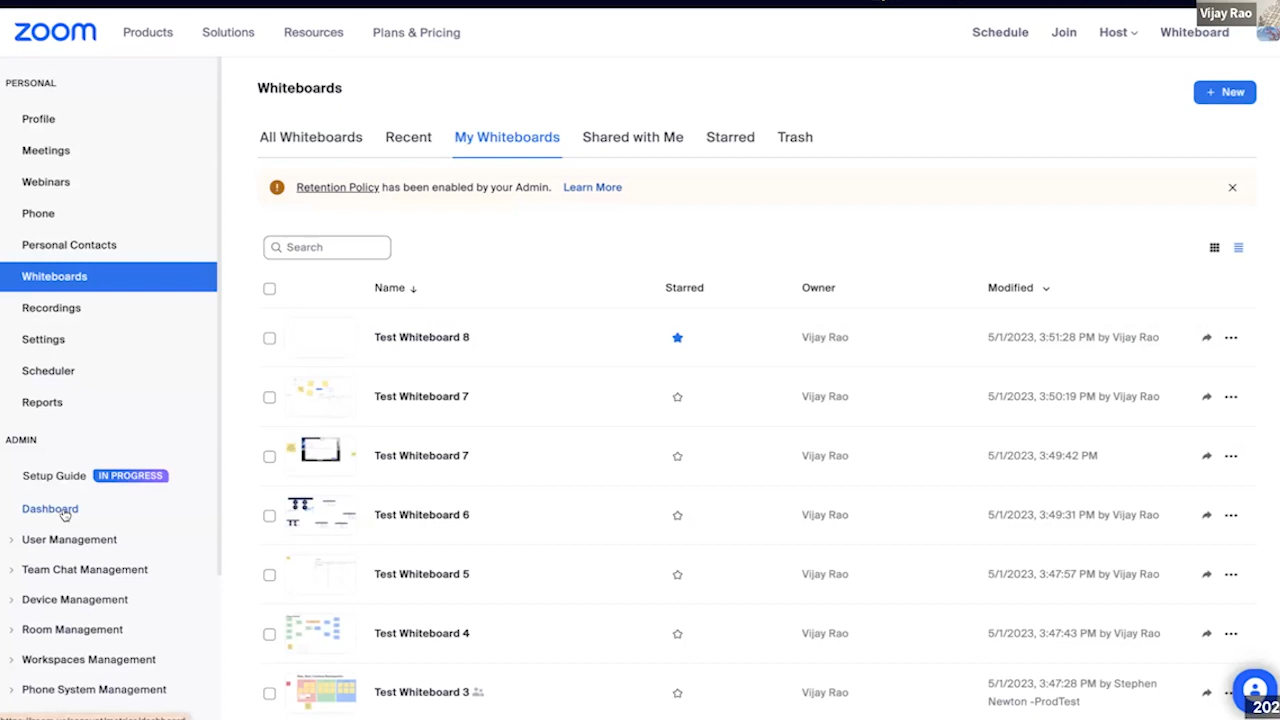 Vijay Rao
zoom Products Solutions Resources Plans & Pricing Schedule Join Host Whiteboard
PERSONAL
Profile
Meetings
Webinars
Phone
Personal Contacts
Whiteboards
Recordings
Settings
Scheduler
Reports
ADMIN
Setup Guide IN PROGRESS
Dashboard
User Management
Team Chat Management
Device Management
Room Management
Workspaces Management
Phone System Management
Whiteboards
+ New
All Whiteboards Recent My Whiteboards Shared with Me Starred Trash
Retention Policy has been enabled by your Admin. Learn More
Search
Name Starred Owner Modified
Test Whiteboard 8 Vijay Rao 5/1/2023, 3:51:28 PM by Vijay Rao
Test Whiteboard 7 Vijay Rao 5/1/2023, 3:50:19 PM by Vijay Rao
Test Whiteboard 7 Vijay Rao 5/1/2023, 3:49:42 PM
Test Whiteboard 6 Vijay Rao 5/1/2023, 3:49:31 PM by Vijay Rao
Test Whiteboard 5 Vijay Rao 5/1/2023, 3:47:57 PM by Vijay Rao
Test Whiteboard 4 Vijay Rao 5/1/2023, 3:47:43 PM by Vijay Rao
Test Whiteboard 3 Vijay Rao 5/1/2023, 3:47:28 PM by Stephen
Newton -ProdTest
202